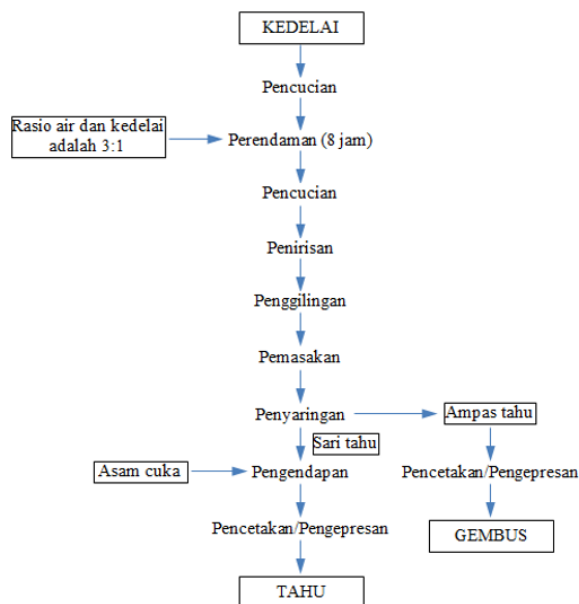 KEDELAI
Pencucian
Rasio air dan kedelai
adalah 3:1
Perendaman (8 jam)
Pencucian
Penirisan
Penggilingan
Pemasakan
Penyaringan
Ampas tahu
Sari tahu
Asam cuka
Pengendapan
Pencetakan/Pengepresan
Pencetakan/Pengepresan
GEMBUS
TAHU